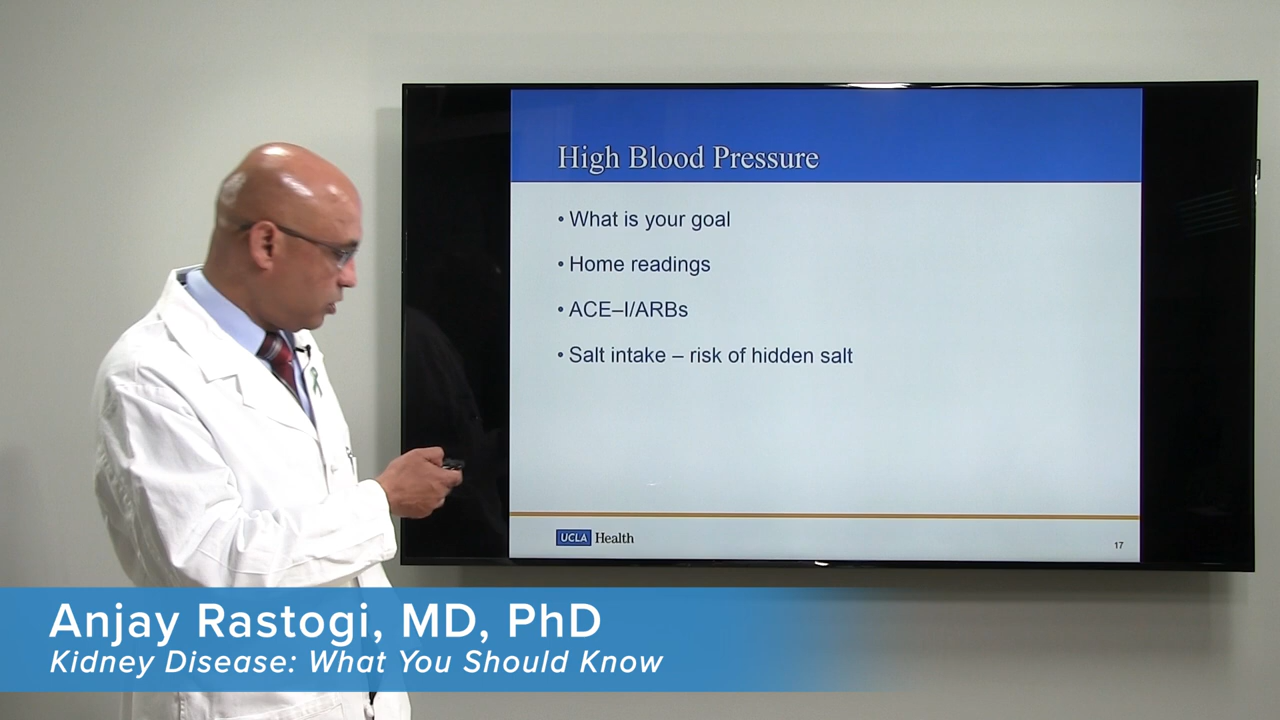 High Blood Pressure
• What is your goal
• Home readings
• ACE–I/ARBs
• Salt intake – risk of hidden salt
UCLA Health
17
Anjay Rastogi, MD, PhD
Kidney Disease: What You Should Know